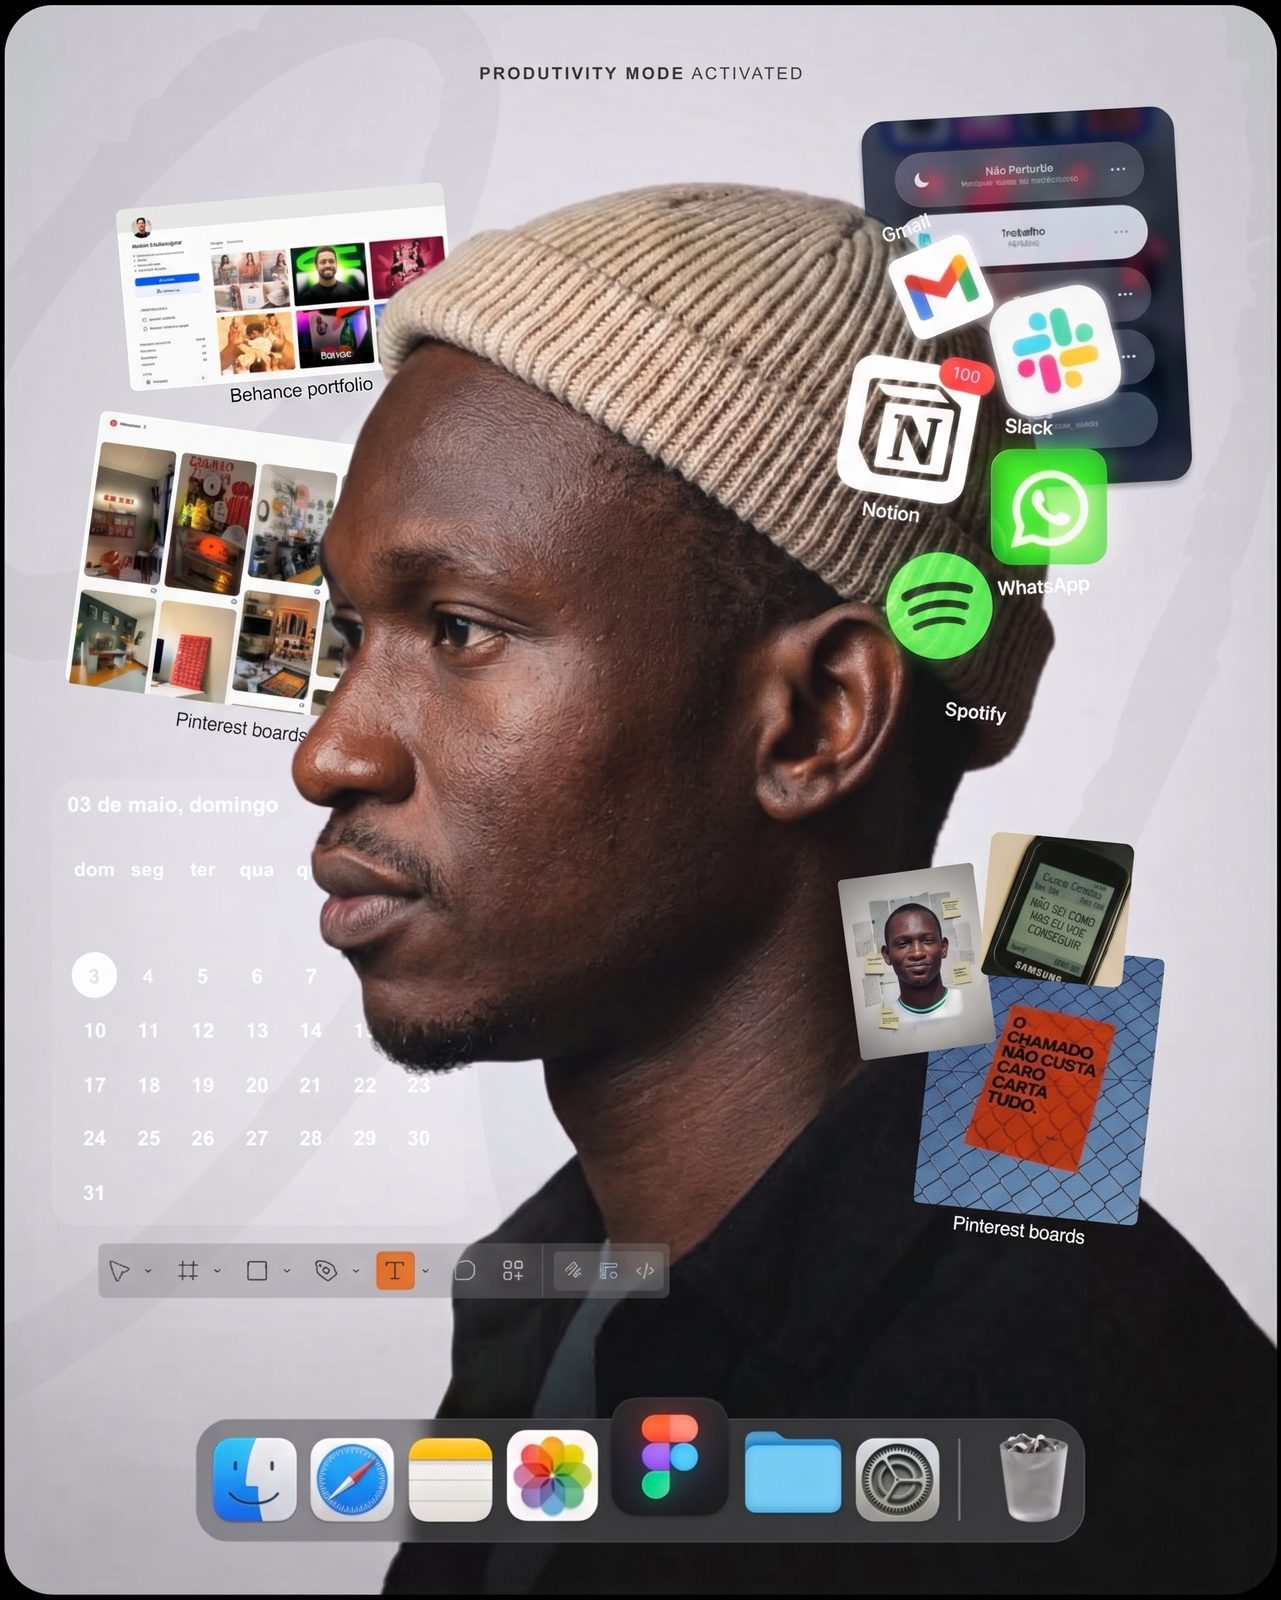 PRODUTIVITY MODE ACTIVATED
Não Perturbe
Gmail
100
Slack
Notion
WhatsApp
Spotify
Behance portfolio
Pinterest boards
03 de maio, domingo
dom seg ter qua
3 4 5 6 7
10 11 12 13 14
17 18 19 20 21 22 23
24 25 26 27 28 29 30
31
NÃO SEI COMO
MAS EU VOE
CONSEGUIR
SAMSUNG
O
CHAMADO
NÃO CUSTA
CARO
CARTA
TUDO.
Pinterest boards
T